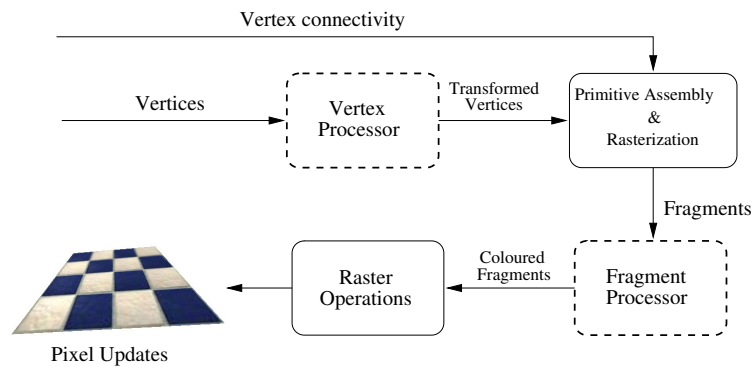 Vertex connectivity
Vertices
Vertex
Processor
Transformed
Vertices
Primitive Assembly
&
Rasterization
Fragments
Fragment
Processor
Coloured
Fragments
Raster
Operations
Pixel Updates